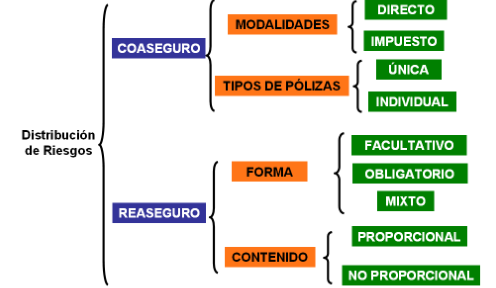 Distribución
de Riesgos
COASEGURO
MODALIDADES
DIRECTO
IMPUESTO
TIPOS DE PÓLIZAS
ÚNICA
INDIVIDUAL
REASEGURO
FORMA
FACULTATIVO
OBLIGATORIO
MIXTO
CONTENIDO
PROPORCIONAL
NO PROPORCIONAL